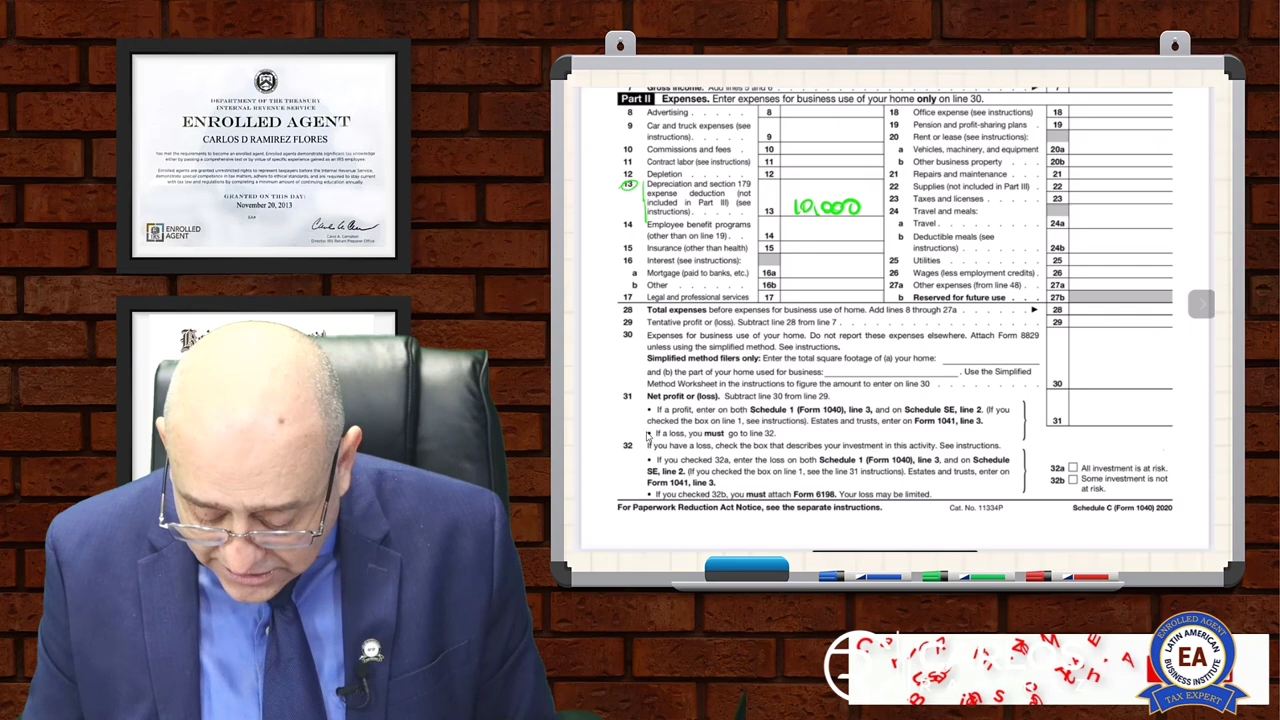 DEPARTMENT OF THE TREASURY
INTERNAL REVENUE SERVICE
ENROLLED AGENT
CARLOS D RAMIREZ FLORES
GRANTED ON THIS DAY:
November 20, 2013
ENROLLED
AGENT
7 Gross income. Add lines 5 and 6 7
Part II Expenses. Enter expenses for business use of your home only on line 30.
8 Advertising 8
9 Car and truck expenses (see
instructions). 9
10 Commissions and fees 10
11 Contract labor (see instructions) 11
12 Depletion 12
13 Depreciation and section 179
expense deduction (not
included in Part III) (see
instructions). 13 10,000
14 Employee benefit programs
(other than on line 19). 14
15 Insurance (other than health) 15
16 Interest (see instructions):
a Mortgage (paid to banks, etc.) 16a
b Other 16b
17 Legal and professional services 17
18 Office expense (see instructions) 18
19 Pension and profit-sharing plans 19
20 Rent or lease (see instructions):
a Vehicles, machinery, and equipment 20a
b Other business property 20b
21 Repairs and maintenance 21
22 Supplies (not included in Part III) 22
23 Taxes and licenses 23
24 Travel and meals:
a Travel 24a
b Deductible meals (see
instructions) 24b
25 Utilities 25
26 Wages (less employment credits) 26
27a Other expenses (from line 48) 27a
b Reserved for future use 27b
28 Total expenses before expenses for business use of home. Add lines 8 through 27a 28
29 Tentative profit or (loss). Subtract line 28 from line 7 29
30 Expenses for business use of your home. Do not report these expenses elsewhere. Attach Form 8829
unless using the simplified method. See instructions.
Simplified method filers only: Enter the total square footage of (a) your home:
and (b) the part of your home used for business: . Use the Simplified
Method Worksheet in the instructions to figure the amount to enter on line 30 30
31 Net profit or (loss). Subtract line 30 from line 29.
• If a profit, enter on both Schedule 1 (Form 1040), line 3, and on Schedule SE, line 2. (If you
checked the box on line 1, see instructions). Estates and trusts, enter on Form 1041, line 3. 31
• If a loss, you must go to line 32.
32 If you have a loss, check the box that describes your investment in this activity. See instructions.
• If you checked 32a, enter the loss on both Schedule 1 (Form 1040), line 3, and on Schedule
SE, line 2. (If you checked the box on line 1, see the line 31 instructions). Estates and trusts, enter on
Form 1041, line 3.
• If you checked 32b, you must attach Form 6198. Your loss may be limited.
32a All investment is at risk.
32b Some investment is not
at risk.
For Paperwork Reduction Act Notice, see the separate instructions. Cat. No. 11334P Schedule C (Form 1040) 2020
ENROLLED AGENT
LATIN AMERICAN
EA
BUSINESS INSTITUTE
TAX EXPERT